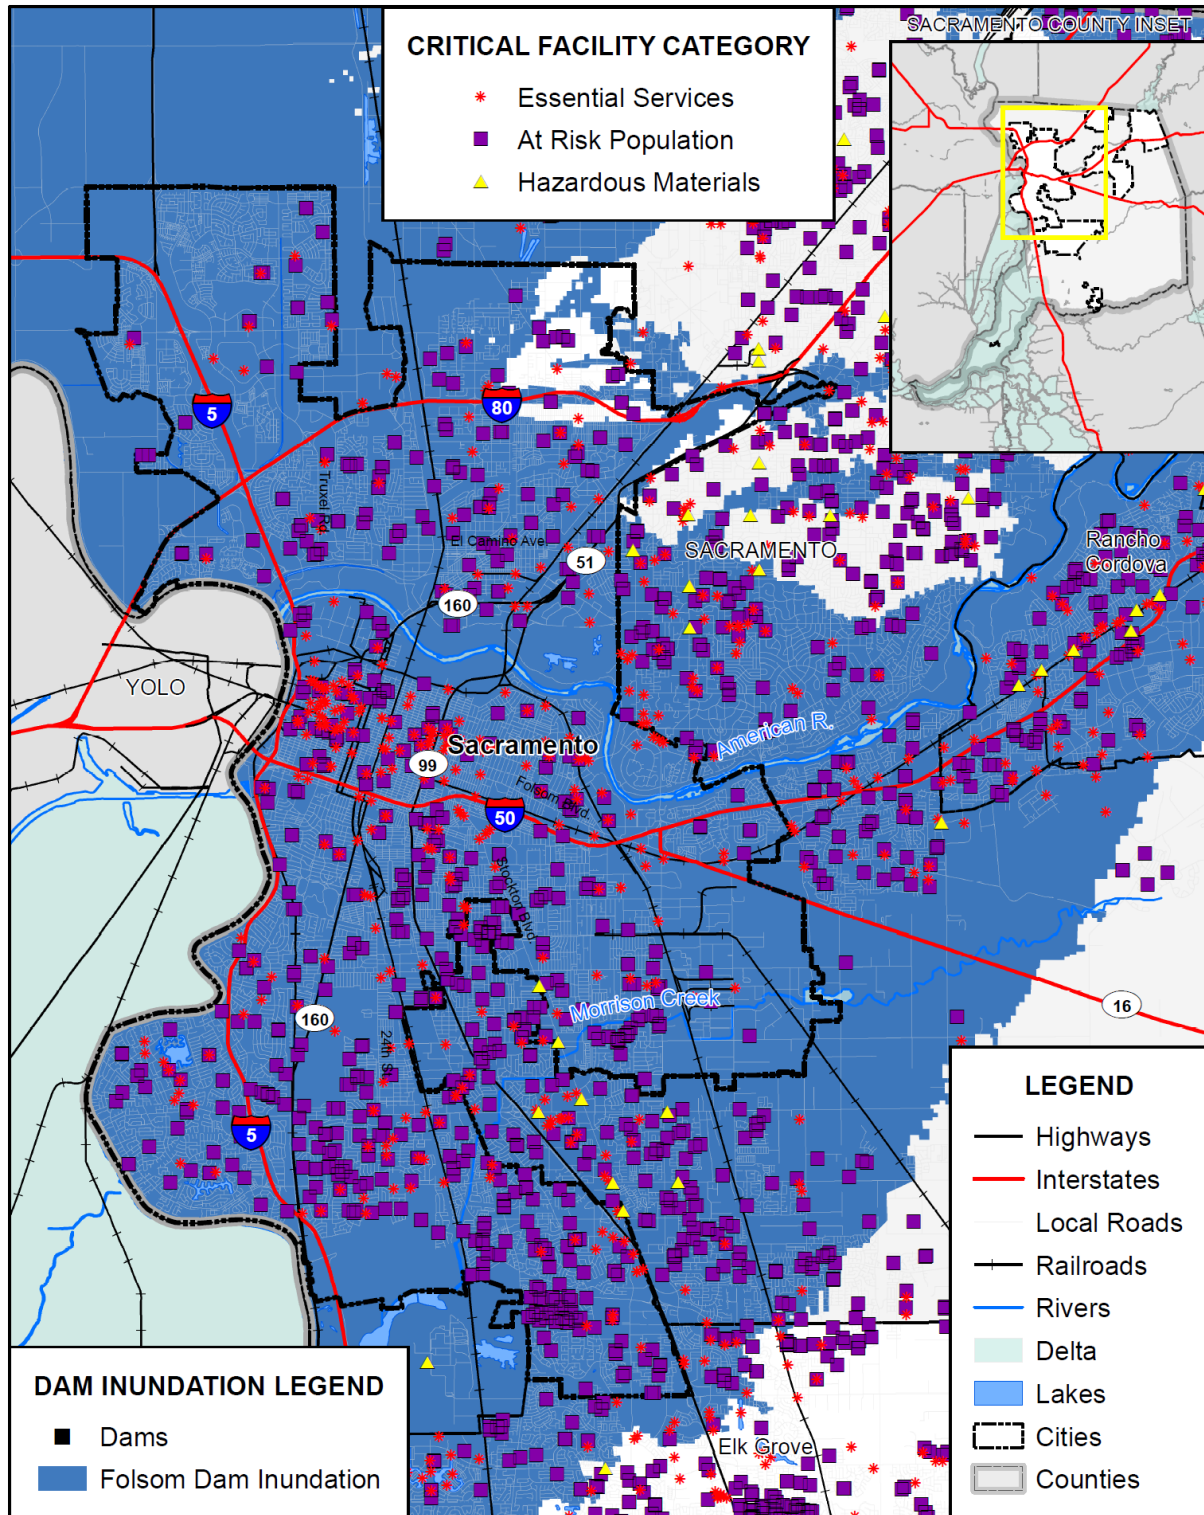 SACRAMENTO COUNTY INSET
CRITICAL FACILITY CATEGORY
Essential Services
At Risk Population
Hazardous Materials
5
80
Truxel Rd.
El Camino Ave.
51
SACRAMENTO
Rancho
Cordova
160
YOLO
American R.
Sacramento
99
Folsom Blvd.
50
Stockton Blvd.
Morrison Creek
160
16
24th St.
5
LEGEND
Highways
Interstates
Local Roads
Railroads
Rivers
Delta
Lakes
Cities
Counties
DAM INUNDATION LEGEND
Dams
Folsom Dam Inundation
Elk Grove